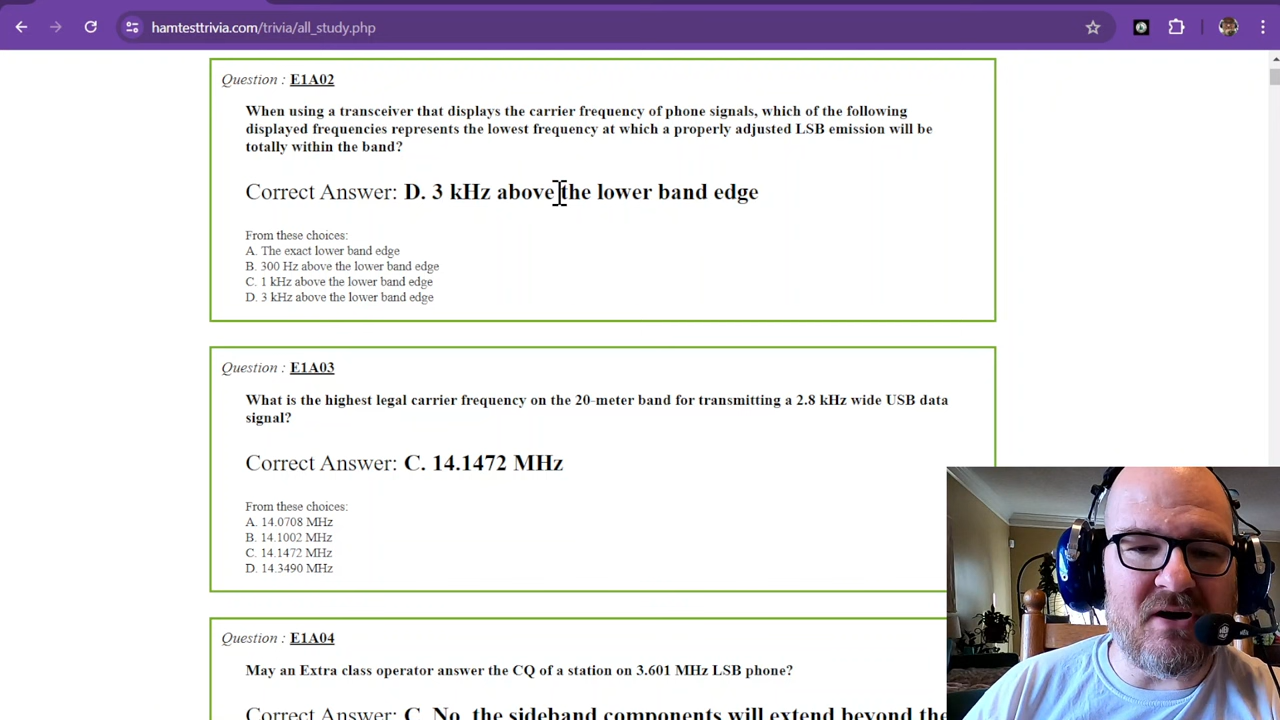 hamtesttrivia.com/trivia/all_study.php
Question : E1A02
When using a transceiver that displays the carrier frequency of phone signals, which of the following
displayed frequencies represents the lowest frequency at which a properly adjusted LSB emission will be
totally within the band?
Correct Answer: D. 3 kHz above the lower band edge
From these choices:
A. The exact lower band edge
B. 300 Hz above the lower band edge
C. 1 kHz above the lower band edge
D. 3 kHz above the lower band edge
Question : E1A03
What is the highest legal carrier frequency on the 20-meter band for transmitting a 2.8 kHz wide USB data
signal?
Correct Answer: C. 14.1472 MHz
From these choices:
A. 14.0708 MHz
B. 14.1002 MHz
C. 14.1472 MHz
D. 14.3490 MHz
Question : E1A04
May an Extra class operator answer the CQ of a station on 3.601 MHz LSB phone?
Correct Answer: C. No, the sideband components will extend beyond the